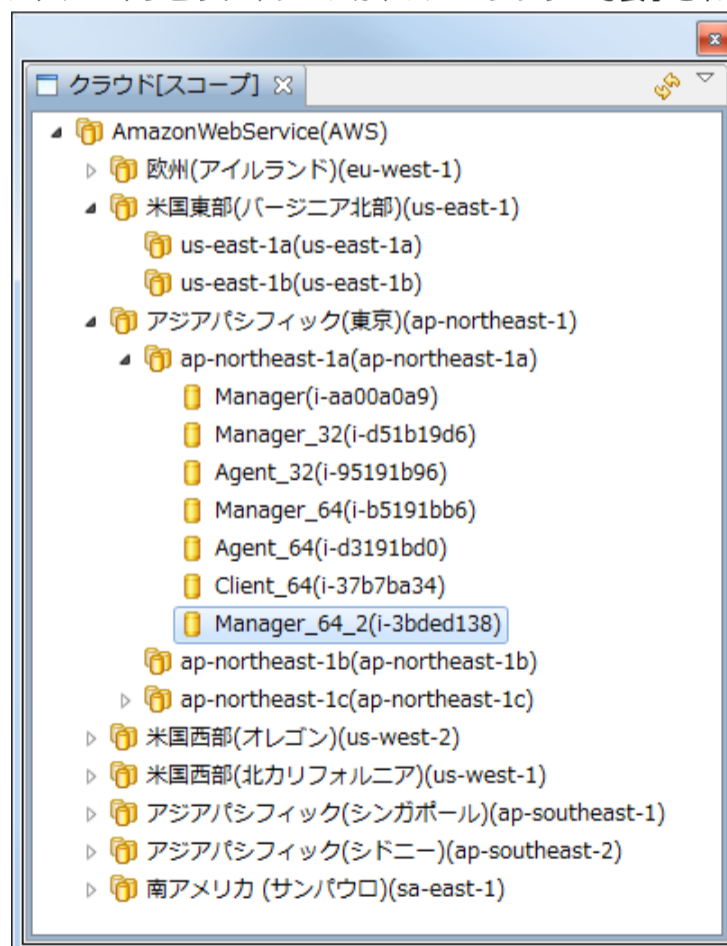 クラウド[スコープ]
AmazonWebService(AWS)
欧州(アイルランド)(eu-west-1)
米国東部(バージニア北部)(us-east-1)
us-east-1a(us-east-1a)
us-east-1b(us-east-1b)
アジアパシフィック(東京)(ap-northeast-1)
ap-northeast-1a(ap-northeast-1a)
Manager(i-aa00a0a9)
Manager_32(i-d51b19d6)
Agent_32(i-95191b96)
Manager_64(i-b5191bb6)
Agent_64(i-d3191bd0)
Client_64(i-37b7ba34)
Manager_64_2(i-3bded138)
ap-northeast-1b(ap-northeast-1b)
ap-northeast-1c(ap-northeast-1c)
米国西部(オレゴン)(us-west-2)
米国西部(北カリフォルニア)(us-west-1)
アジアパシフィック(シンガポール)(ap-southeast-1)
アジアパシフィック(シドニー)(ap-southeast-2)
南アメリカ (サンパウロ)(sa-east-1)